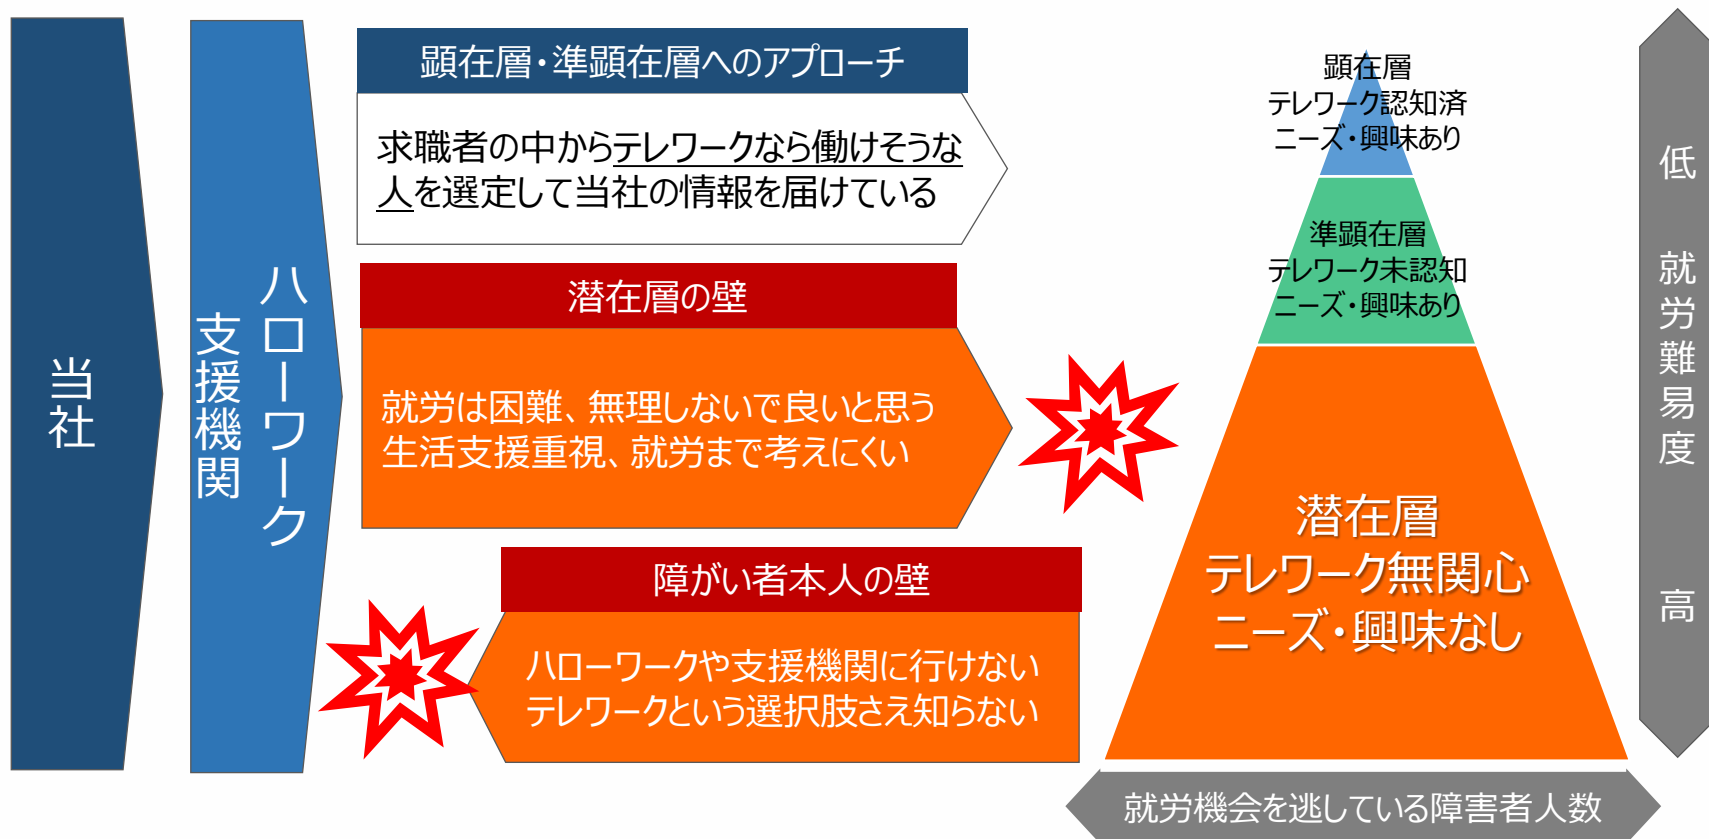 当社
ハローワーク
支援機関
顕在層・準顕在層へのアプローチ
求職者の中からテレワークなら働けそうな
人を選定して当社の情報を届けている
潜在層の壁
就労は困難、無理しないで良いと思う
生活支援重視、就労まで考えにくい
障がい者本人の壁
ハローワークや支援機関に行けない
テレワークという選択肢さえ知らない
顕在層
テレワーク認知済
ニーズ・興味あり
準顕在層
テレワーク未認知
ニーズ・興味あり
潜在層
テレワーク無関心
ニーズ・興味なし
低
就労難易度
高
就労機会を逃している障害者人数